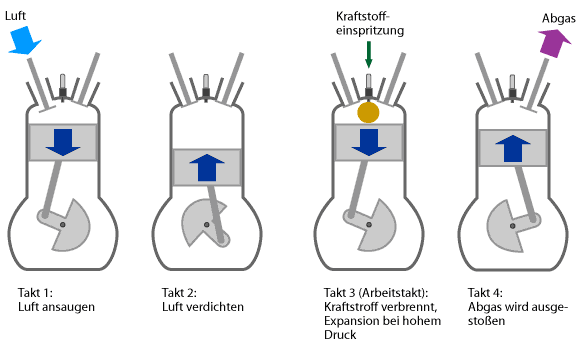 Luft
Kraftstoff-
einspritzung
Abgas
Takt 1:
Luft ansaugen
Takt 2:
Luft verdichten
Takt 3 (Arbeitstakt):
Kraftstroff verbrennt,
Expansion bei hohem
Druck
Takt 4:
Abgas wird ausge-
stoßen